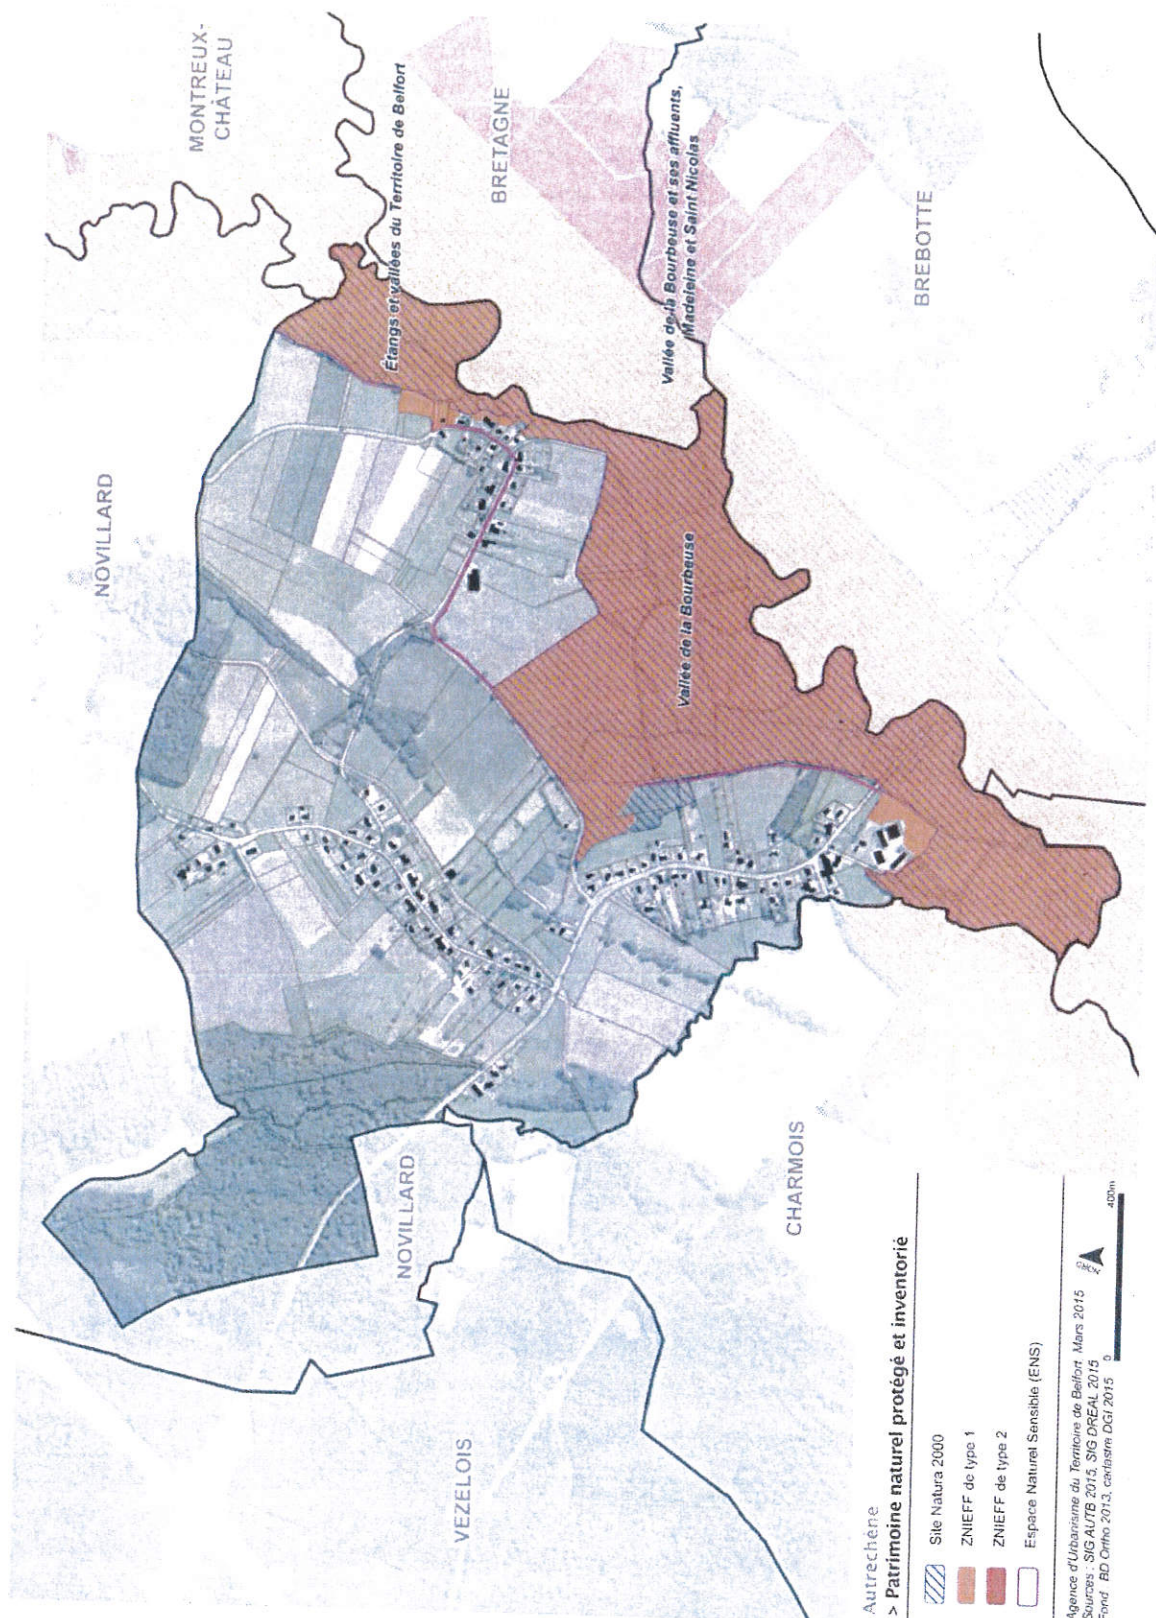 MONTREUX-
CHÂTEAU
NOVILLARD
Étangs et vallées du Territoire de Belfort
BRETAGNE
Vallée de la Bourbeuse et ses affluents,
Madeleine et Saint Nicolas
BREBOTTE
Vallée de la Bourbeuse
NOVILLARD
CHARMOIS
VEZELOIS
Autrechêne
> Patrimoine naturel protégé et inventorié
Site Natura 2000
ZNIEFF de type 1
ZNIEFF de type 2
Espace Naturel Sensible (ENS)
Agence d'Urbanisme du Territoire de Belfort Mars 2015
Sources : SIG AUTB 2015, SIG DREAL 2015
Fond BD Ortho 2013, cadastre DGI 2015
NORD
0 400m